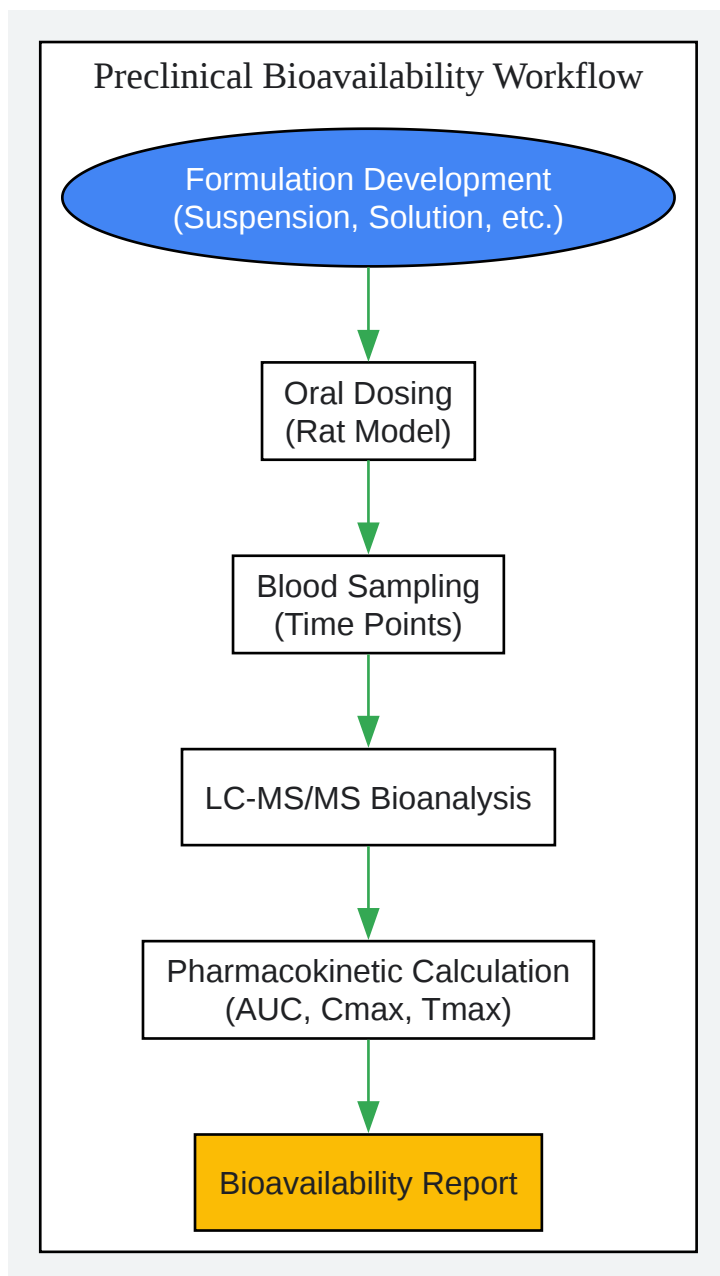 Preclinical Bioavailability Workflow
Formulation Development
(Suspension, Solution, etc.)
Oral Dosing
(Rat Model)
Blood Sampling
(Time Points)
LC-MS/MS Bioanalysis
Pharmacokinetic Calculation
(AUC, Cmax, Tmax)
Bioavailability Report